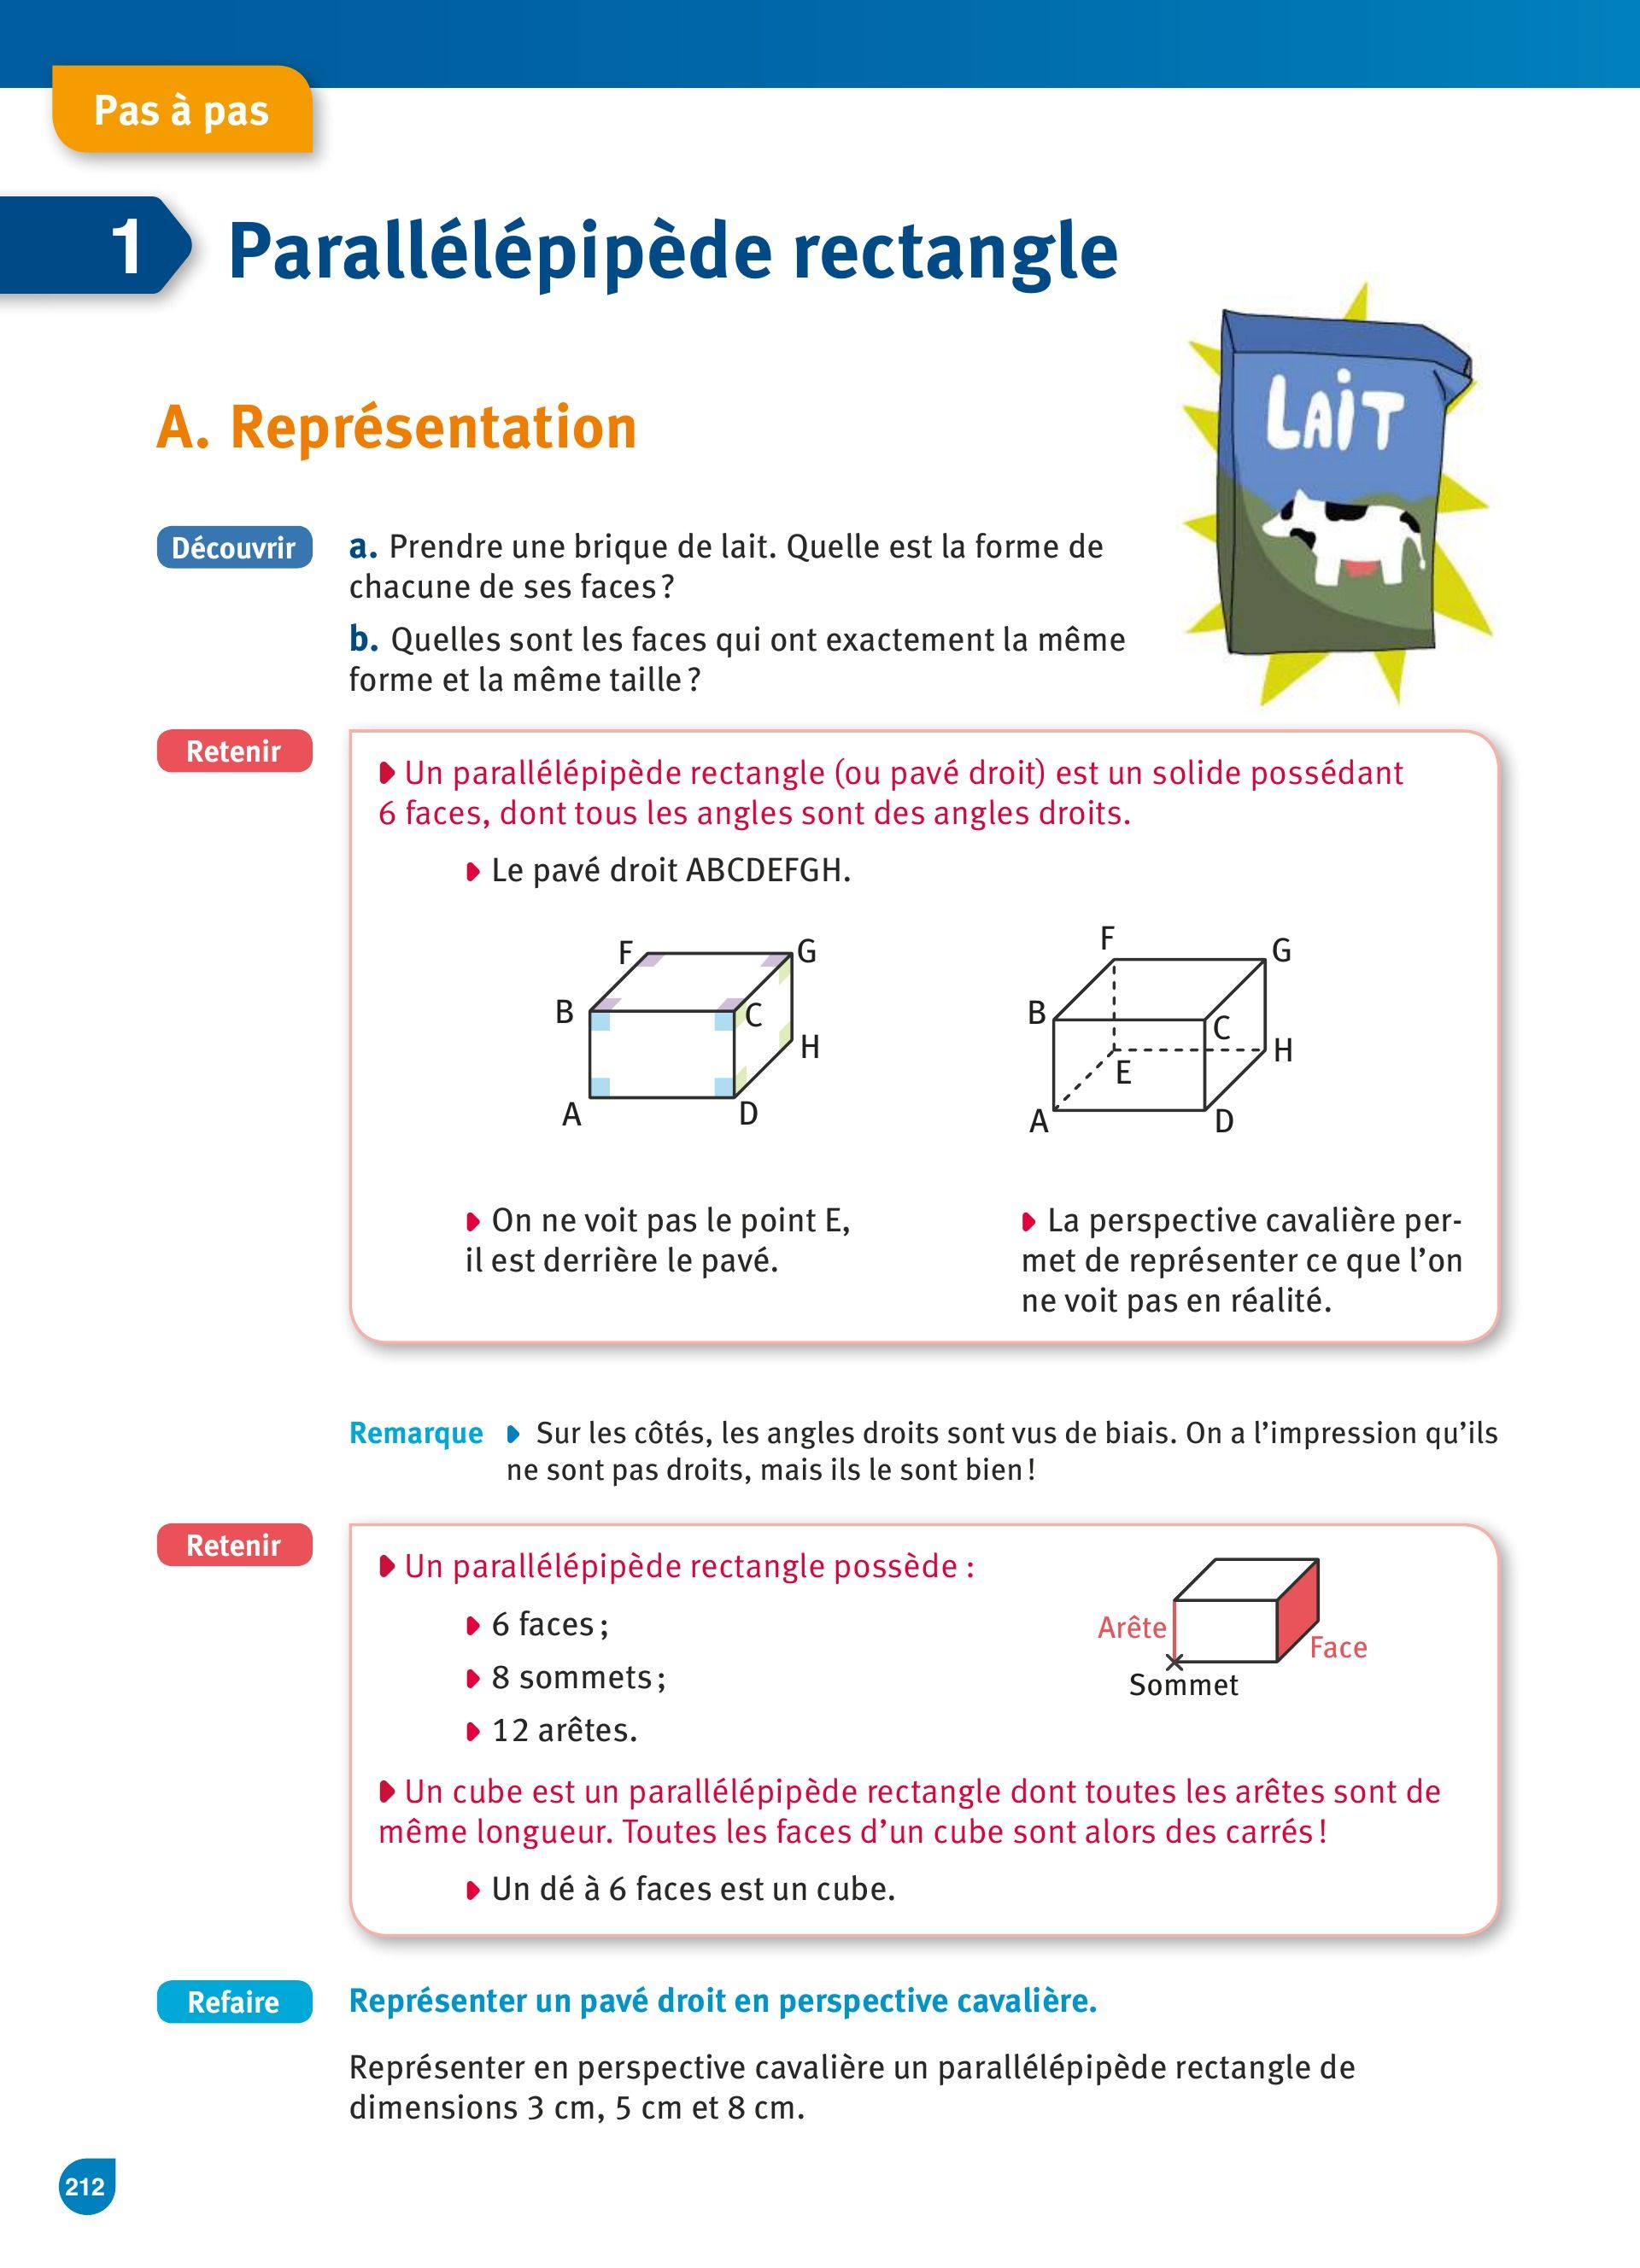 Pas à pas
1 Parallélépipède rectangle
LAiT
A. Représentation
Découvrir
a. Prendre une brique de lait. Quelle est la forme de
chacune de ses faces ?
b. Quelles sont les faces qui ont exactement la même
forme et la même taille ?
Retenir
Un parallélépipède rectangle (ou pavé droit) est un solide possédant
6 faces, dont tous les angles sont des angles droits.
Le pavé droit ABCDEFGH.
F G
B C
H
A D
F G
B C
E H
A D
On ne voit pas le point E,
il est derrière le pavé.
La perspective cavalière per-
met de représenter ce que l'on
ne voit pas en réalité.
Remarque Sur les côtés, les angles droits sont vus de biais. On a l'impression qu'ils
ne sont pas droits, mais ils le sont bien !
Retenir
Un parallélépipède rectangle possède :
6 faces ;
8 sommets ;
12 arêtes.
Arête
Face
Sommet
Un cube est un parallélépipède rectangle dont toutes les arêtes sont de
même longueur. Toutes les faces d'un cube sont alors des carrés !
Un dé à 6 faces est un cube.
Refaire
Représenter un pavé droit en perspective cavalière.
Représenter en perspective cavalière un parallélépipède rectangle de
dimensions 3 cm, 5 cm et 8 cm.
212